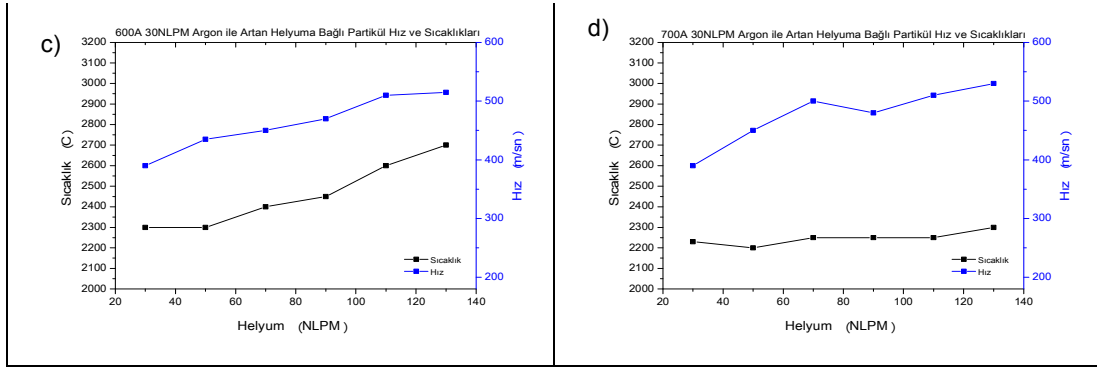 c)
600A 30NLPM Argon ile Artan Helyuma Bağlı Partikül Hız ve Sıcaklıkları
3200
3100
3000
2900
2800
2700
2600
2500
2400
2300
2200
2100
2000
Sıcaklık (C)
600
500
400
300
200
Hız (m/sn)
Sıcaklık
Hız
20 40 60 80 100 120 140
Helyum (NLPM)
d)
700A 30NLPM Argon ile Artan Helyuma Bağlı Partikül Hız ve Sıcaklıkları
3200
3100
3000
2900
2800
2700
2600
2500
2400
2300
2200
2100
2000
Sıcaklık (C)
600
500
400
300
200
Hız (m/sn)
Sıcaklık
Hız
20 40 60 80 100 120 140
Helyum (NLPM)